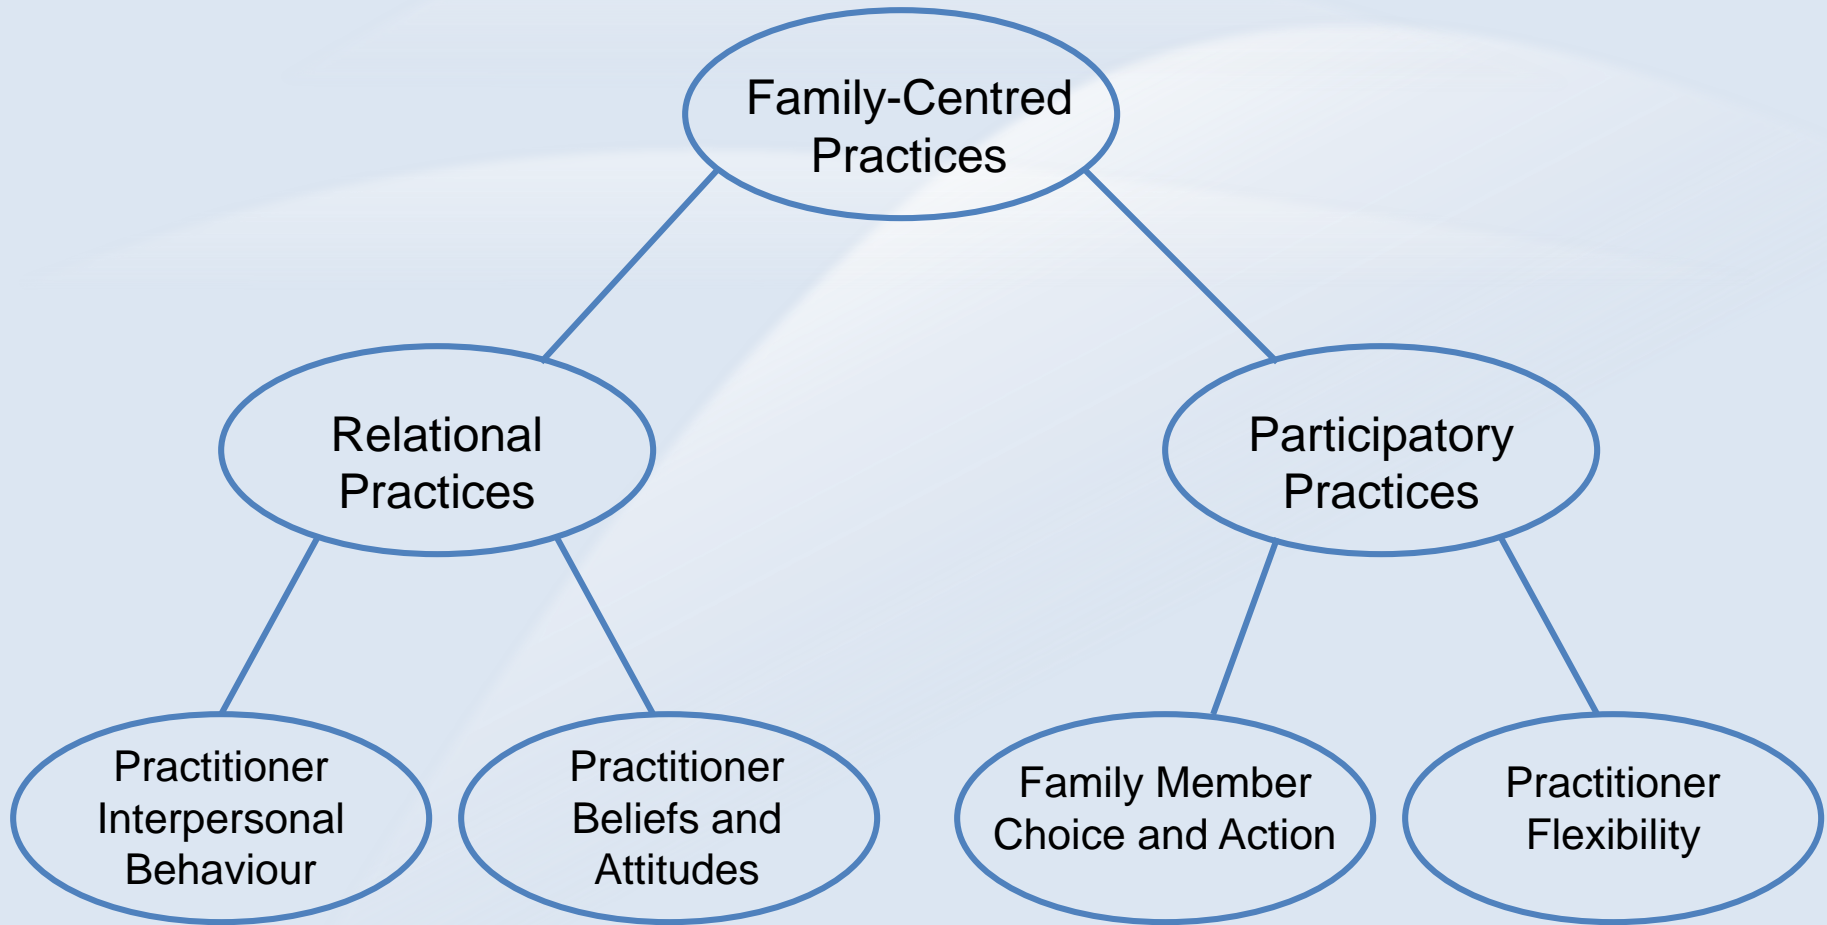 Family-Centred
Practices
Relational
Practices
Participatory
Practices
Practitioner
Interpersonal
Behaviour
Practitioner
Beliefs and
Attitudes
Family Member
Choice and Action
Practitioner
Flexibility